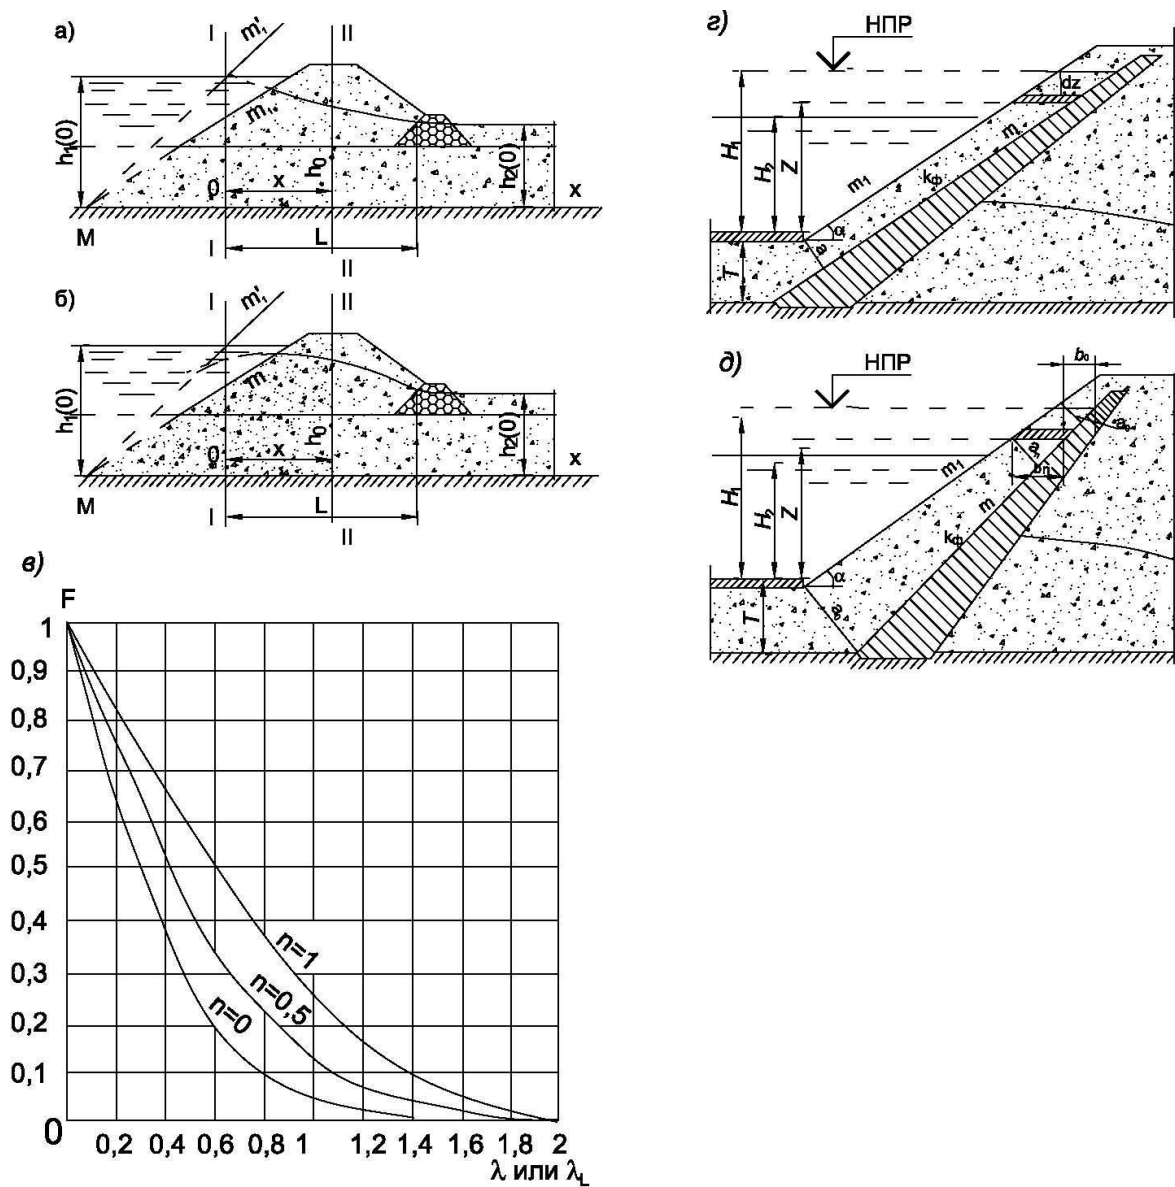 а)
I
m'₁
II
m₁
h₁(0)
0
x
h₀
h₂(0)
x
M
I
L
II
б)
I
m'₁
II
m
h₁(0)
0
x
h₀
h₂(0)
x
M
I
L
II
в)
F
1
0,9
0,8
0,7
0,6
0,5
0,4
0,3
0,2
0,1
0
n=1
n=0,5
n=0
0,2 0,4 0,6 0,8 1 1,2 1,4 1,6 1,8 2
λ или λL
г)
НПР
dz
H₁
H₂
Z
m
m₁
kф
α
a
T
д)
b₀
НПР
H₁
H₂
Z
m₁
m
kф
α
T